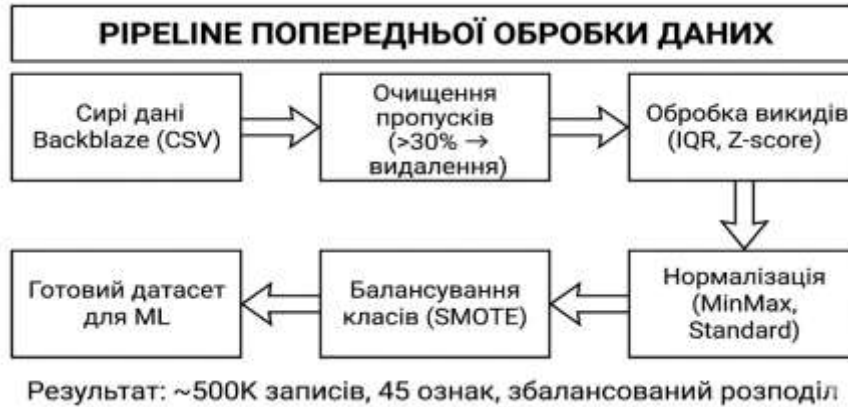 PIPELINE ПОПЕРЕДНЬОЇ ОБРОБКИ ДАНИХ
Сирі дані
Backblaze (CSV)
Очищення
пропусків
(>30% →
видалення)
Обробка викидів
(IQR, Z-score)
Нормалізація
(MinMax,
Standard)
Балансування
класів (SMOTE)
Готовий датасет
для ML
Результат: ~500K записів, 45 ознак, збалансований розподіл